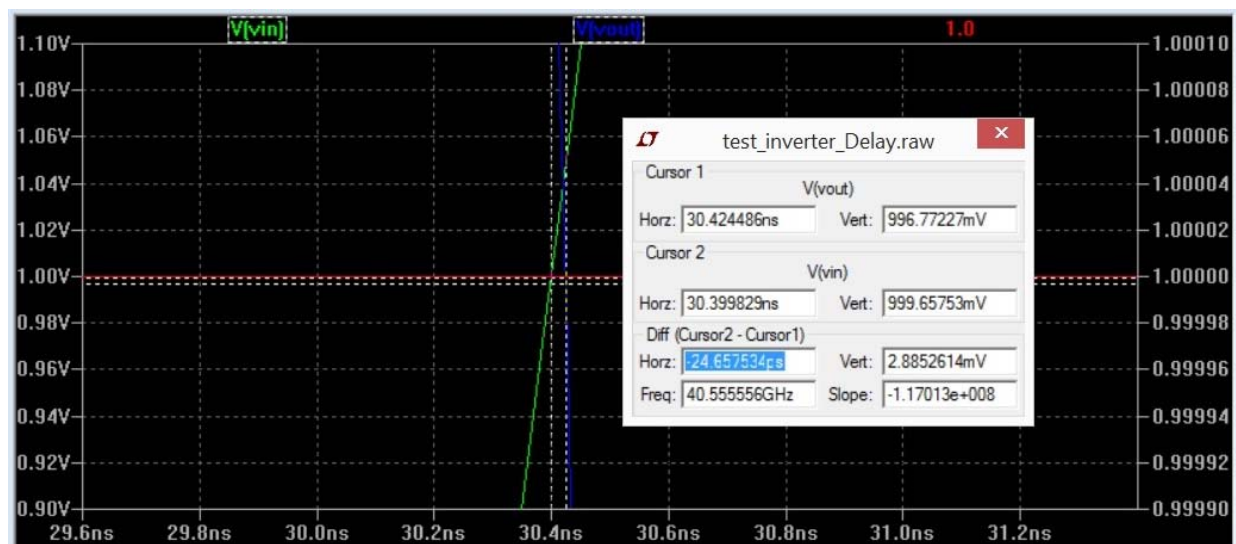 V(vin) V(vout) 1.0
1.10V 1.00010
1.08V 1.00008
1.06V 1.00006
1.04V 1.00004
1.02V 1.00002
1.00V 1.00000
0.98V 0.99998
0.96V 0.99996
0.94V 0.99994
0.92V 0.99992
0.90V 0.99990
29.6ns 29.8ns 30.0ns 30.2ns 30.4ns 30.6ns 30.8ns 31.0ns 31.2ns
test_inverter_Delay.raw
Cursor 1
V(vout)
Horz: 30.424486ns Vert: 996.77227mV
Cursor 2
V(vin)
Horz: 30.399829ns Vert: 999.65753mV
Diff (Cursor2 - Cursor1)
Horz: -24.657534ps Vert: 2.8852614mV
Freq: 40.555556GHz Slope: -1.17013e+008